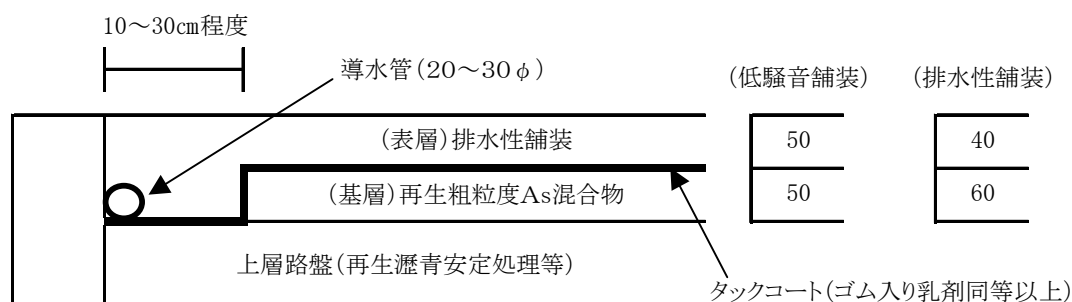 10～30㎝程度
導水管(20～30φ)
(低騒音舗装)
(排水性舗装)
(表層)排水性舗装
50
40
(基層)再生粗粒度As混合物
50
60
上層路盤(再生瀝青安定処理等)
タックコート(ゴム入り乳剤同等以上)